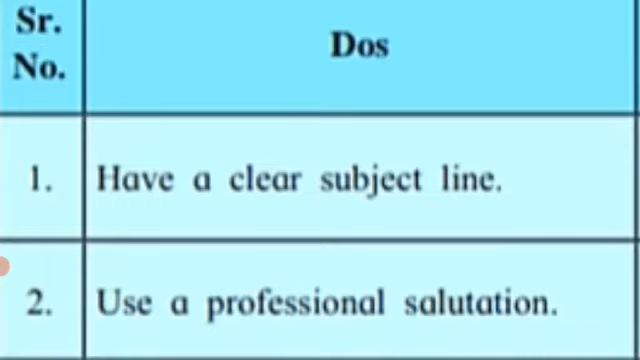 Sr.
No.
Dos
1.
Have a clear subject line.
2.
Use a professional salutation.